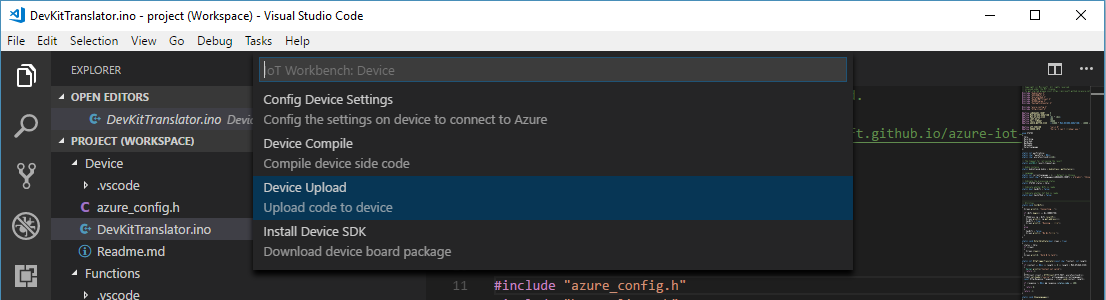 DevKitTranslator.ino - project (Workspace) - Visual Studio Code
File Edit Selection View Go Debug Tasks Help
EXPLORER
IoT Workbench: Device
OPEN EDITORS
Config Device Settings
DevKitTranslator.ino
Config the settings on device to connect to Azure
PROJECT (WORKSPACE)
Device Compile
ft.github.io/azure-iot-
Device
Compile device side code
.vscode
Device Upload
azure_config.h
Upload code to device
DevKitTranslator.ino
Install Device SDK
Readme.md
Download device board package
Functions
11 #include "azure_config.h"
.vscode